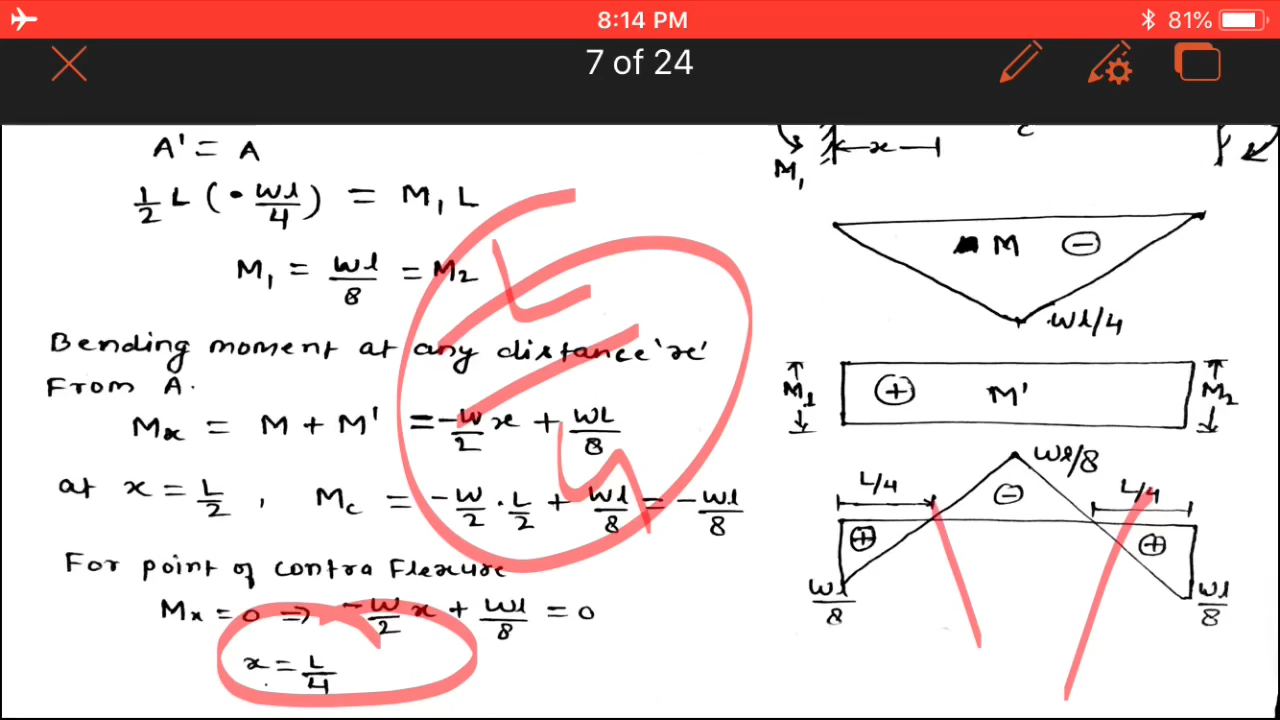 8:14 PM
81%
7 of 24
A' = A
1/2 L (Wl/4) = M₁ L
M₁ = Wl/8 = M₂
Bending moment at any distance 'x'
From A.
Mx = M + M' = -W/2 x + WL/8
at x = L/2 , Mc = -W/2 · L/2 + Wl/8 = -Wl/8
For point of contra Flexure
Mx = 0 ⇒ -W/2 x + Wl/8 = 0
x = L/4
x
C
M₁
M ⊖
Wl/4
M₁ ⊕ M' M₂
Wl/8
L/4 ⊖ L/4
⊕ ⊕
Wl/8 Wl/8